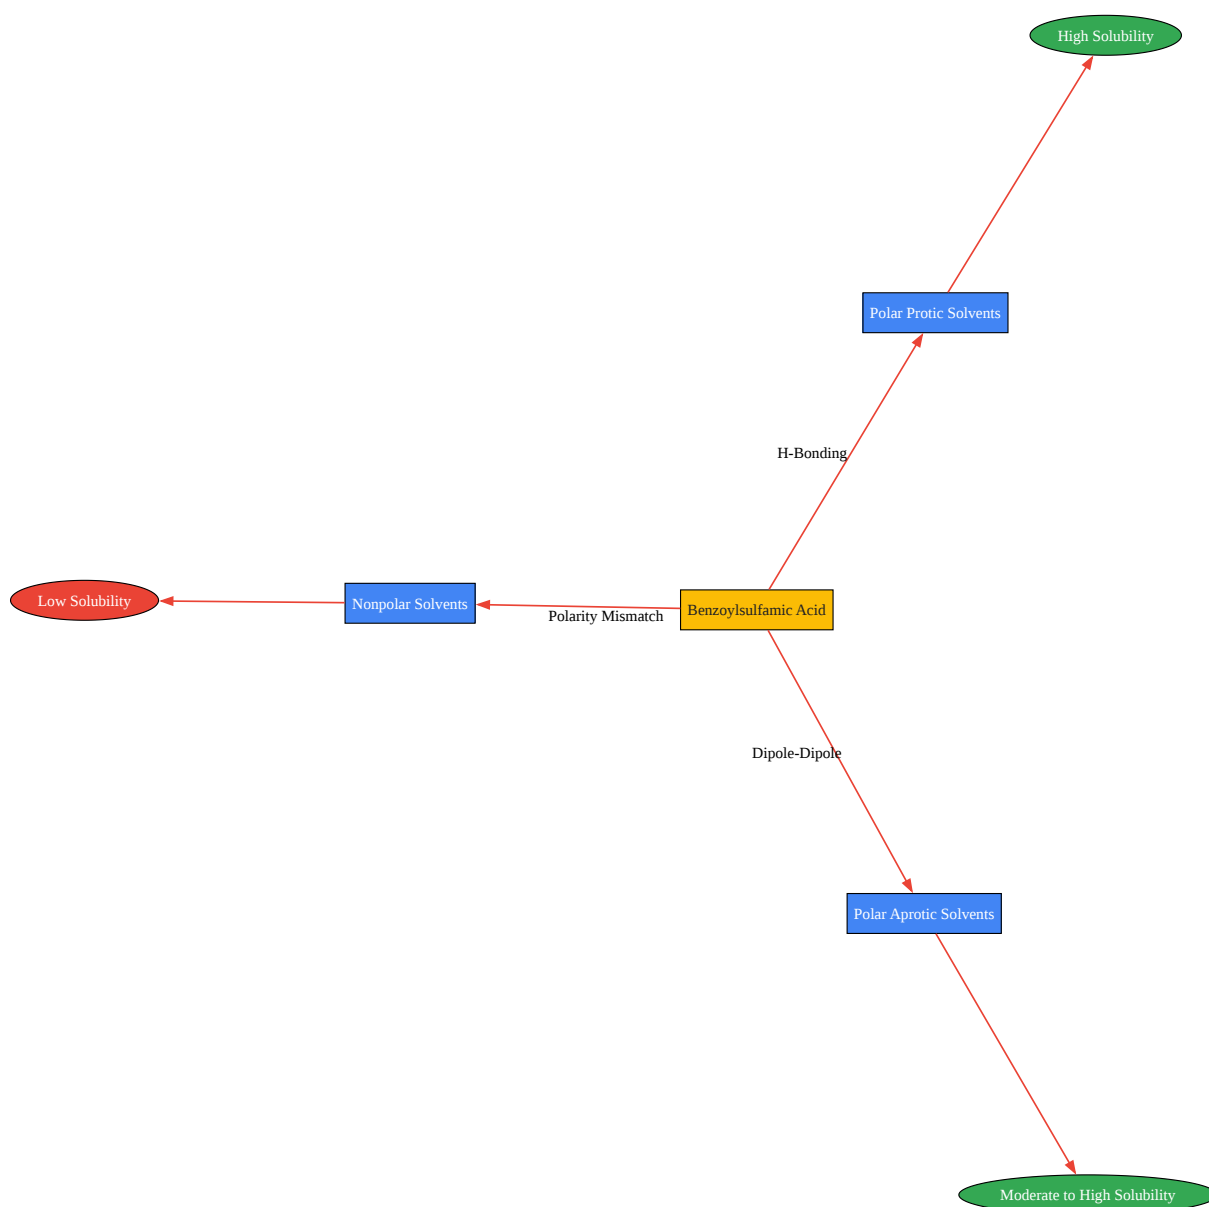 High Solubility
Polar Protic Solvents
H-Bonding
Low Solubility
Nonpolar Solvents
Polarity Mismatch
Benzoylsulfamic Acid
Dipole-Dipole
Polar Aprotic Solvents
Moderate to High Solubility